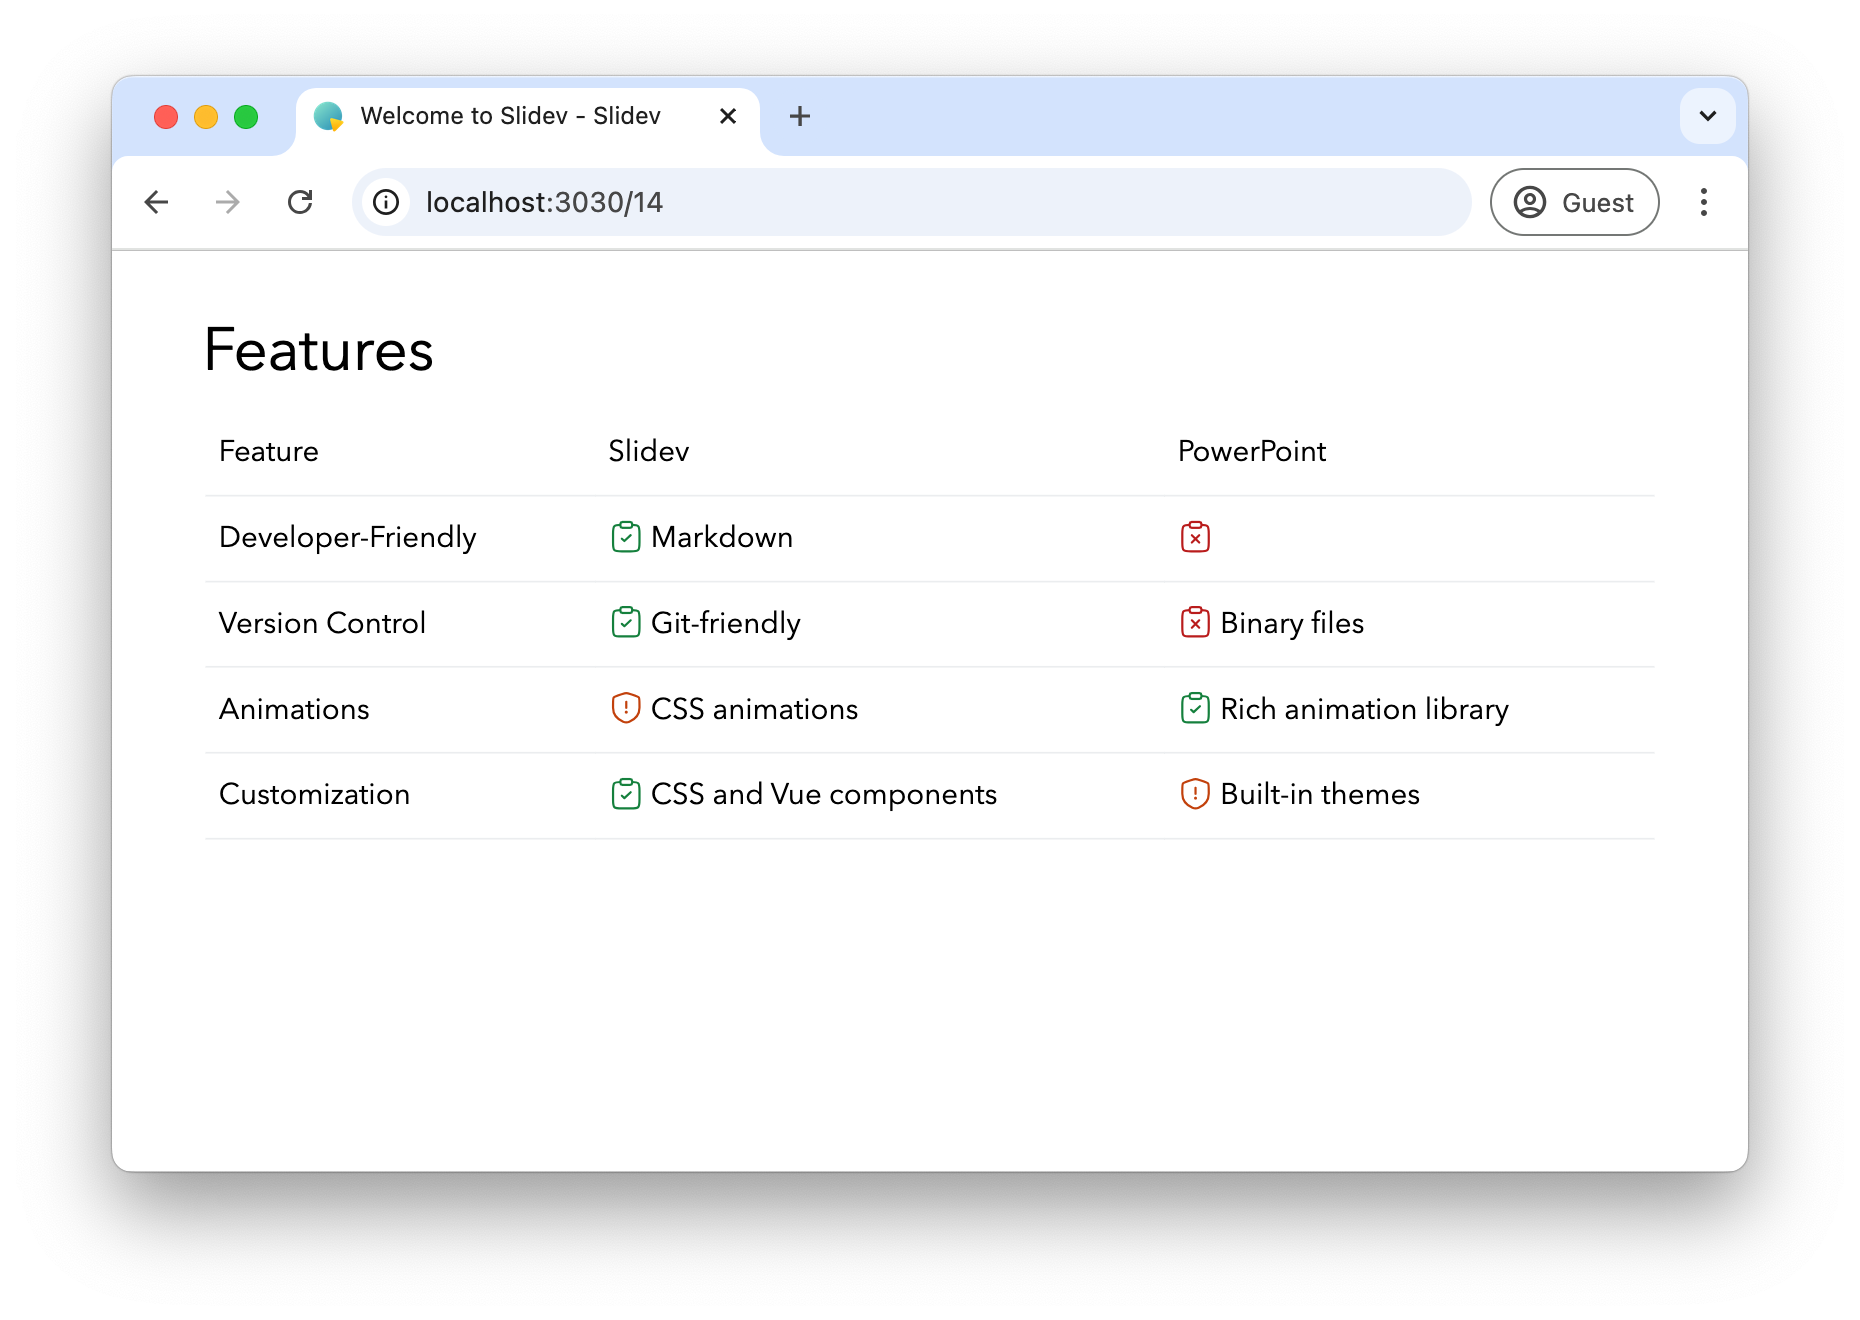 Welcome to Slidev - Slidev
localhost:3030/14
Guest
Features
Feature Slidev PowerPoint
Developer-Friendly Markdown
Version Control Git-friendly Binary files
Animations CSS animations Rich animation library
Customization CSS and Vue components Built-in themes